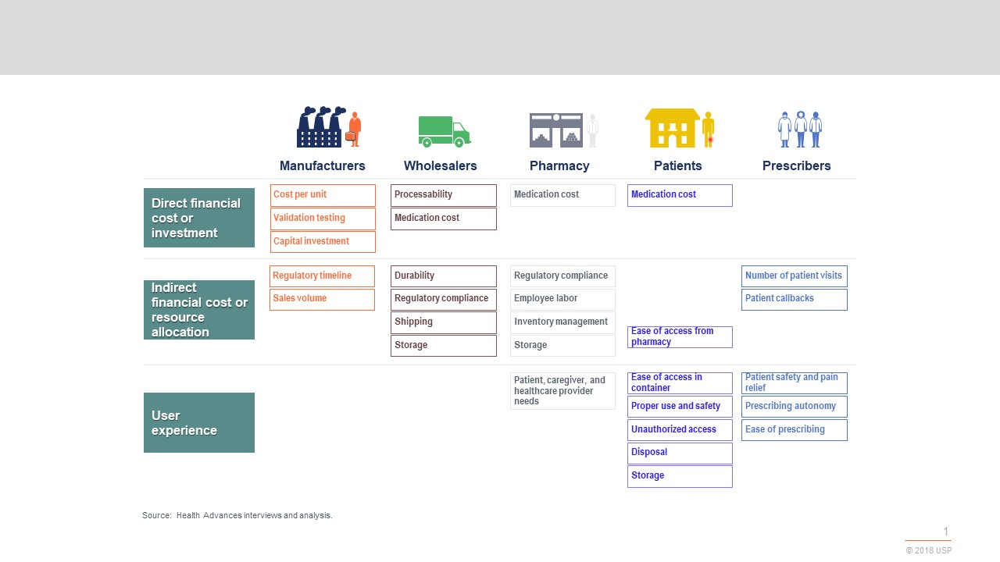 Manufacturers Wholesalers Pharmacy Patients Prescribers
Direct financial
cost or
investment
Cost per unit
Validation testing
Capital investment
Processability
Medication cost
Medication cost
Medication cost
Indirect
financial cost or
resource
allocation
Regulatory timeline
Sales volume
Durability
Regulatory compliance
Shipping
Storage
Regulatory compliance
Employee labor
Inventory management
Storage
Ease of access from
pharmacy
Number of patient visits
Patient callbacks
User
experience
Patient, caregiver, and
healthcare provider
needs
Ease of access in
container
Proper use and safety
Unauthorized access
Disposal
Storage
Patient safety and pain
relief
Prescribing autonomy
Ease of prescribing
Source: Health Advances interviews and analysis.
1
© 2018 USP